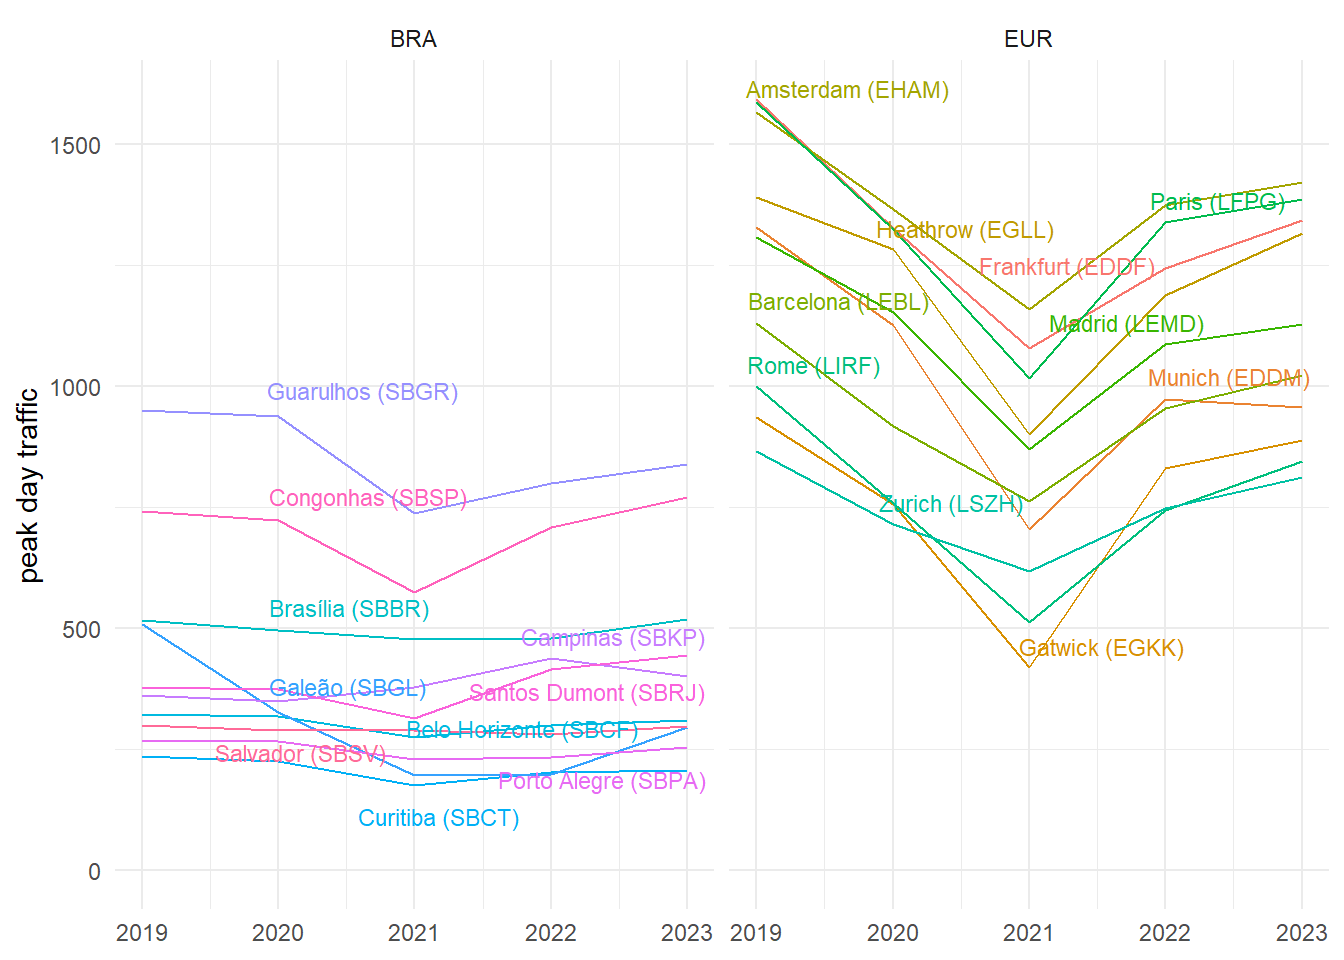 BRA
EUR
peak day traffic
1500
1000
500
0
Guarulhos (SBGR)
Congonhas (SBSP)
Brasília (SBBR)
Campinas (SBKP)
Galeão (SBGL)
Santos Dumont (SBRJ)
Belo Horizonte (SBCF)
Salvador (SBSV)
Porto Alegre (SBPA)
Curitiba (SBCT)
Amsterdam (EHAM)
Paris (LFPG)
Heathrow (EGLL)
Frankfurt (EDDF)
Barcelona (LEBL)
Madrid (LEMD)
Rome (LIRF)
Munich (EDDM)
Zurich (LSZH)
Gatwick (EGKK)
2019 2020 2021 2022 2023
2019 2020 2021 2022 2023